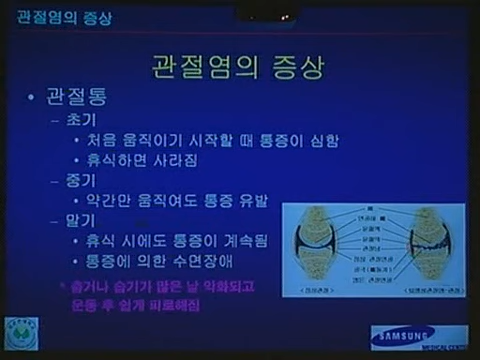 관절염의 증상
관절염의 증상
• 관절통
– 초기
• 처음 움직이기 시작할 때 통증이 심함
• 휴식하면 사라짐
– 중기
• 약간만 움직여도 통증 유발
– 말기
• 휴식 시에도 통증이 계속됨
• 통증에 의한 수면장애
* 춥거나 습기가 많은 날 악화되고
운동 후 쉽게 피로해짐
SAMSUNG
MEDICAL CENTER